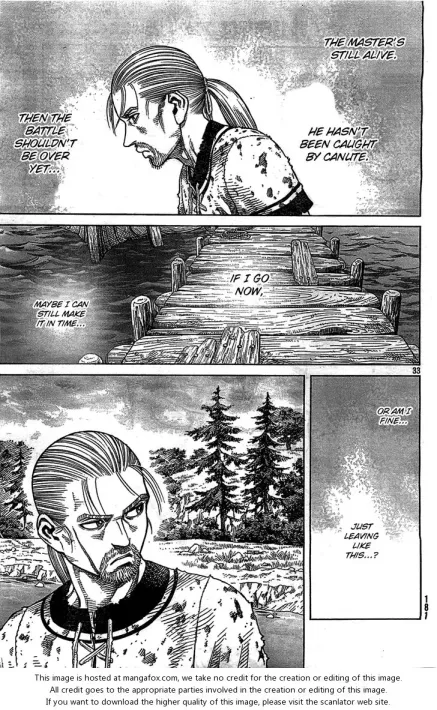 THE MASTER'S
STILL ALIVE.
HE HASN'T
BEEN CAUGHT
BY CANUTE.
THEN THE
BATTLE
SHOULDN'T
BE OVER
YET...
IF I GO
NOW,
MAYBE I CAN
STILL MAKE
IT IN TIME...
33
OR AM I
FINE...
JUST
LEAVING
LIKE
THIS...?
181
This image is hosted at mangafox.com, we take no credit for the creation or editing of this image.
All credit goes to the appropriate parties involved in the creation or editing of this image.
If you want to download the higher quality of this image, please visit the scanlator web site.